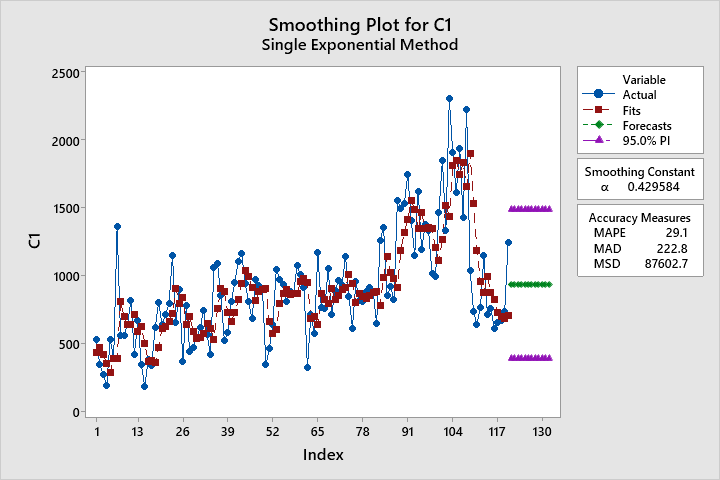 Smoothing Plot for C1
Single Exponential Method
2500
2000
1500
1000
500
0
C1
1 13 26 39 52 65 78 91 104 117 130
Index
Variable
Actual
Fits
Forecasts
95.0% PI
Smoothing Constant
α 0.429584
Accuracy Measures
MAPE 29.1
MAD 222.8
MSD 87602.7